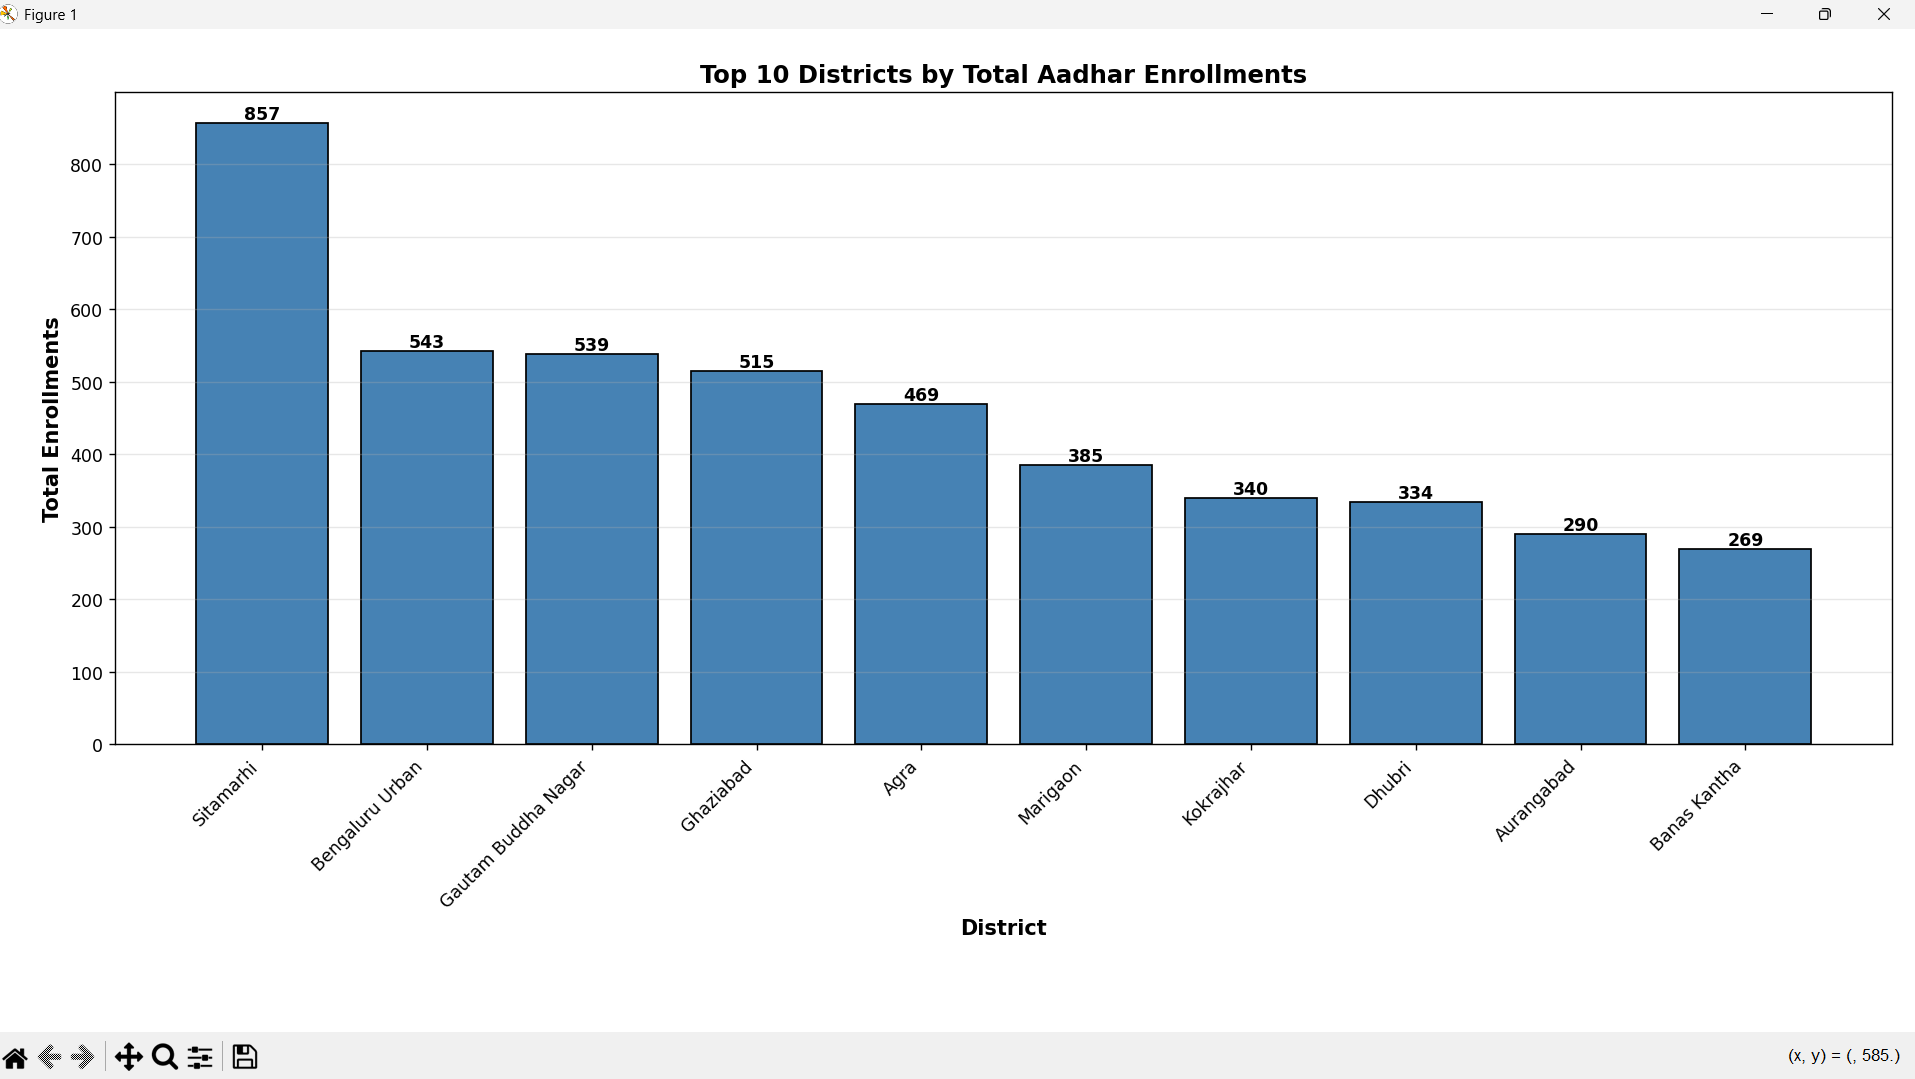 Figure 1
Top 10 Districts by Total Aadhar Enrollments
Total Enrollments
800
700
600
500
400
300
200
100
0
857
543
539
515
469
385
340
334
290
269
Sitamarhi
Bengaluru Urban
Gautam Buddha Nagar
Ghaziabad
Agra
Marigaon
Kokrajhar
Dhubri
Aurangabad
Banas Kantha
District
(x, y) = (, 585.)